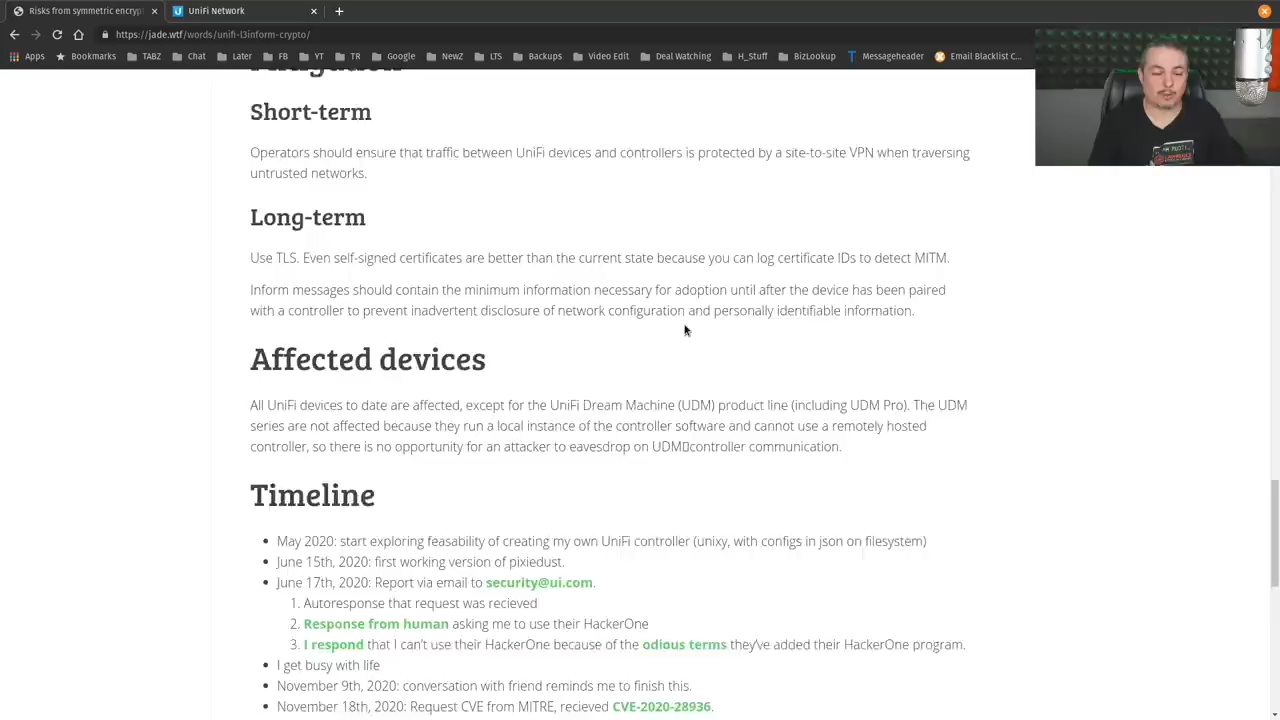 Risks from symmetric encryp
UniFi Network
https://jade.wtf/words/unifi-l3inform-crypto/
Apps Bookmarks TABZ Chat Later FB YT TR Google NewZ LTS Backups Video Edit Deal Watching H_Stuff BizLookup Messageheader Email Blacklist C...
Short-term
Operators should ensure that traffic between UniFi devices and controllers is protected by a site-to-site VPN when traversing
untrusted networks.
Long-term
Use TLS. Even self-signed certificates are better than the current state because you can log certificate IDs to detect MITM.
Inform messages should contain the minimum information necessary for adoption until after the device has been paired
with a controller to prevent inadvertent disclosure of network configuration and personally identifiable information.
Affected devices
All UniFi devices to date are affected, except for the UniFi Dream Machine (UDM) product line (including UDM Pro). The UDM
series are not affected because they run a local instance of the controller software and cannot use a remotely hosted
controller, so there is no opportunity for an attacker to eavesdrop on UDM▯controller communication.
Timeline
• May 2020: start exploring feasability of creating my own UniFi controller (unixy, with configs in json on filesystem)
• June 15th, 2020: first working version of pixiedust.
• June 17th, 2020: Report via email to security@ui.com.
1. Autoresponse that request was recieved
2. Response from human asking me to use their HackerOne
3. I respond that I can't use their HackerOne because of the odious terms they've added their HackerOne program.
• I get busy with life
• November 9th, 2020: conversation with friend reminds me to finish this.
• November 18th, 2020: Request CVE from MITRE, recieved CVE-2020-28936.